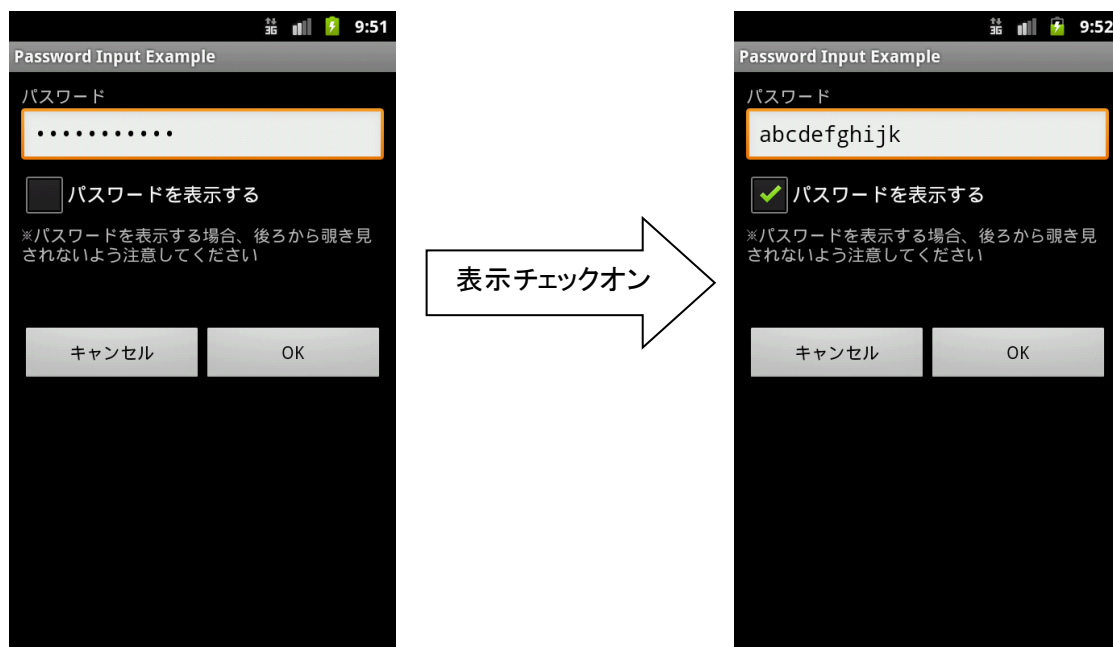 3G 9:51
Password Input Example
パスワード
•••••••••••
パスワードを表示する
※パスワードを表示する場合、後ろから覗き見
されないよう注意してください
キャンセル
OK
表示チェックオン
3G 9:52
Password Input Example
パスワード
abcdefghijk
パスワードを表示する
※パスワードを表示する場合、後ろから覗き見
されないよう注意してください
キャンセル
OK